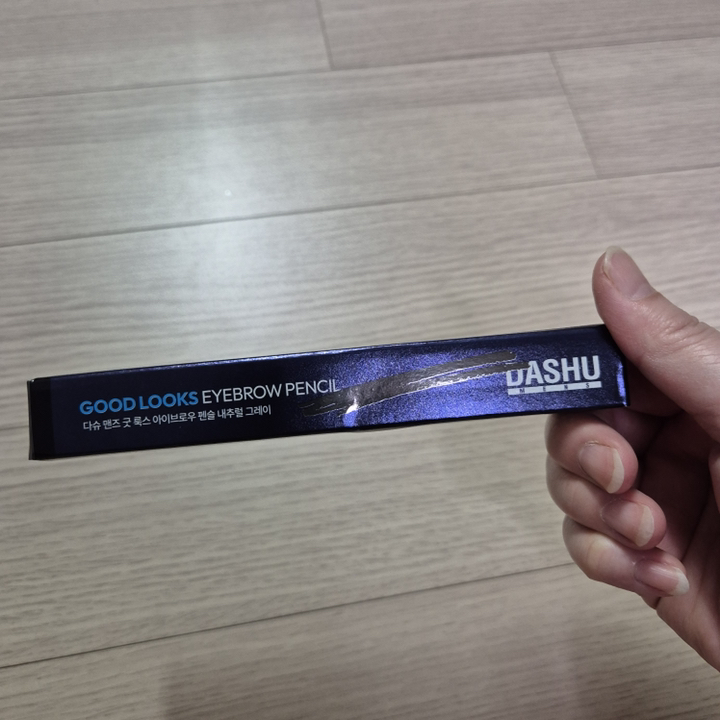 GOOD LOOKS EYEBROW PENCIL
다슈 맨즈 굿 룩스 아이브로우 펜슬 내추럴 그레이
DASHU
MENS